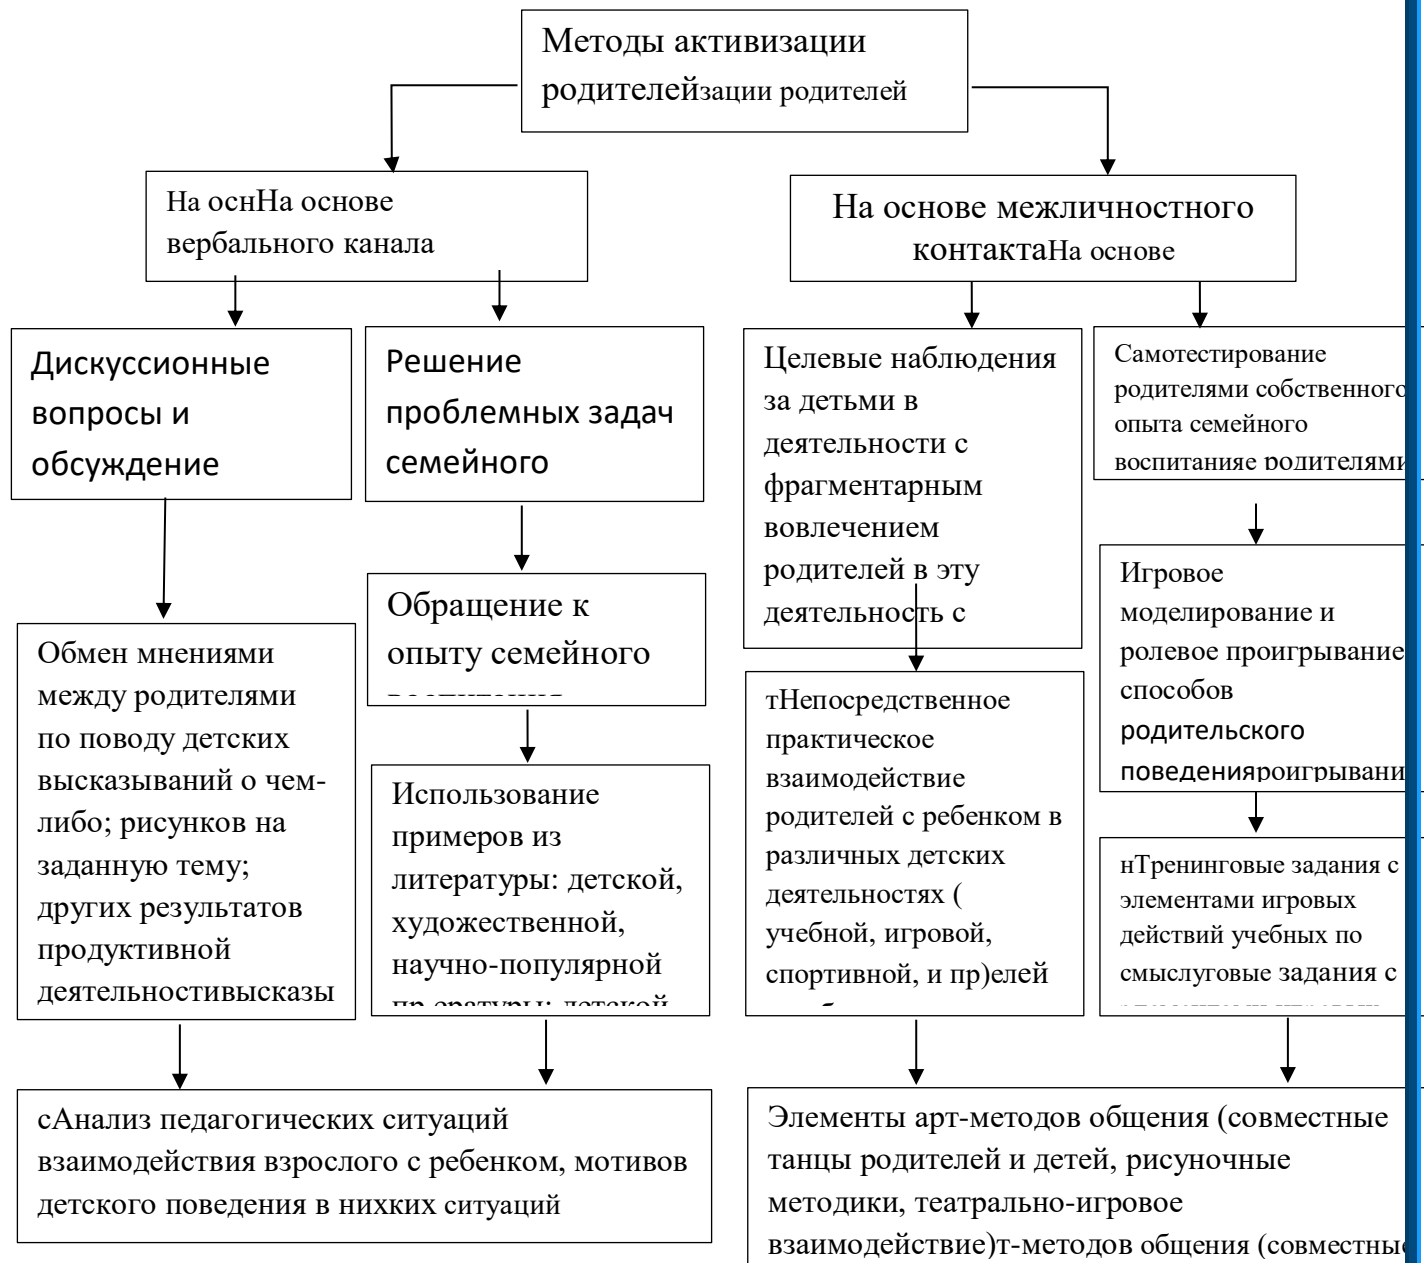 Методы активизации
родителейзации родителей
На оснНа основе
вербального канала
На основе межличностного
контактаНа основе
Дискуссионные
вопросы и
обсуждение
Решение
проблемных задач
семейного
Целевые наблюдения
за детьми в
деятельности с
фрагментарным
вовлечением
родителей в эту
деятельность с
Самотестирование
родителями собственного
опыта семейного
воспитанияе родителями
Обмен мнениями
между родителями
по поводу детских
высказываний о чем-
либо; рисунков на
заданную тему;
других результатов
продуктивной
деятельностивысказы
Обращение к
опыту семейного
Использование
примеров из
литературы: детской,
художественной,
научно-популярной
пр ературы: детской
тНепосредственное
практическое
взаимодействие
родителей с ребенком в
различных детских
деятельностях (
учебной, игровой,
спортивной, и пр)елей
Игровое
моделирование и
ролевое проигрывание
способов
родительского
поведенияроигрывани
нТренинговые задания с
элементами игровых
действий учебных по
смыслуговые задания с
сАнализ педагогических ситуаций
взаимодействия взрослого с ребенком, мотивов
детского поведения в нихких ситуаций
Элементы арт-методов общения (совместные
танцы родителей и детей, рисуночные
методики, театрально-игровое
взаимодействие)т-методов общения (совместные